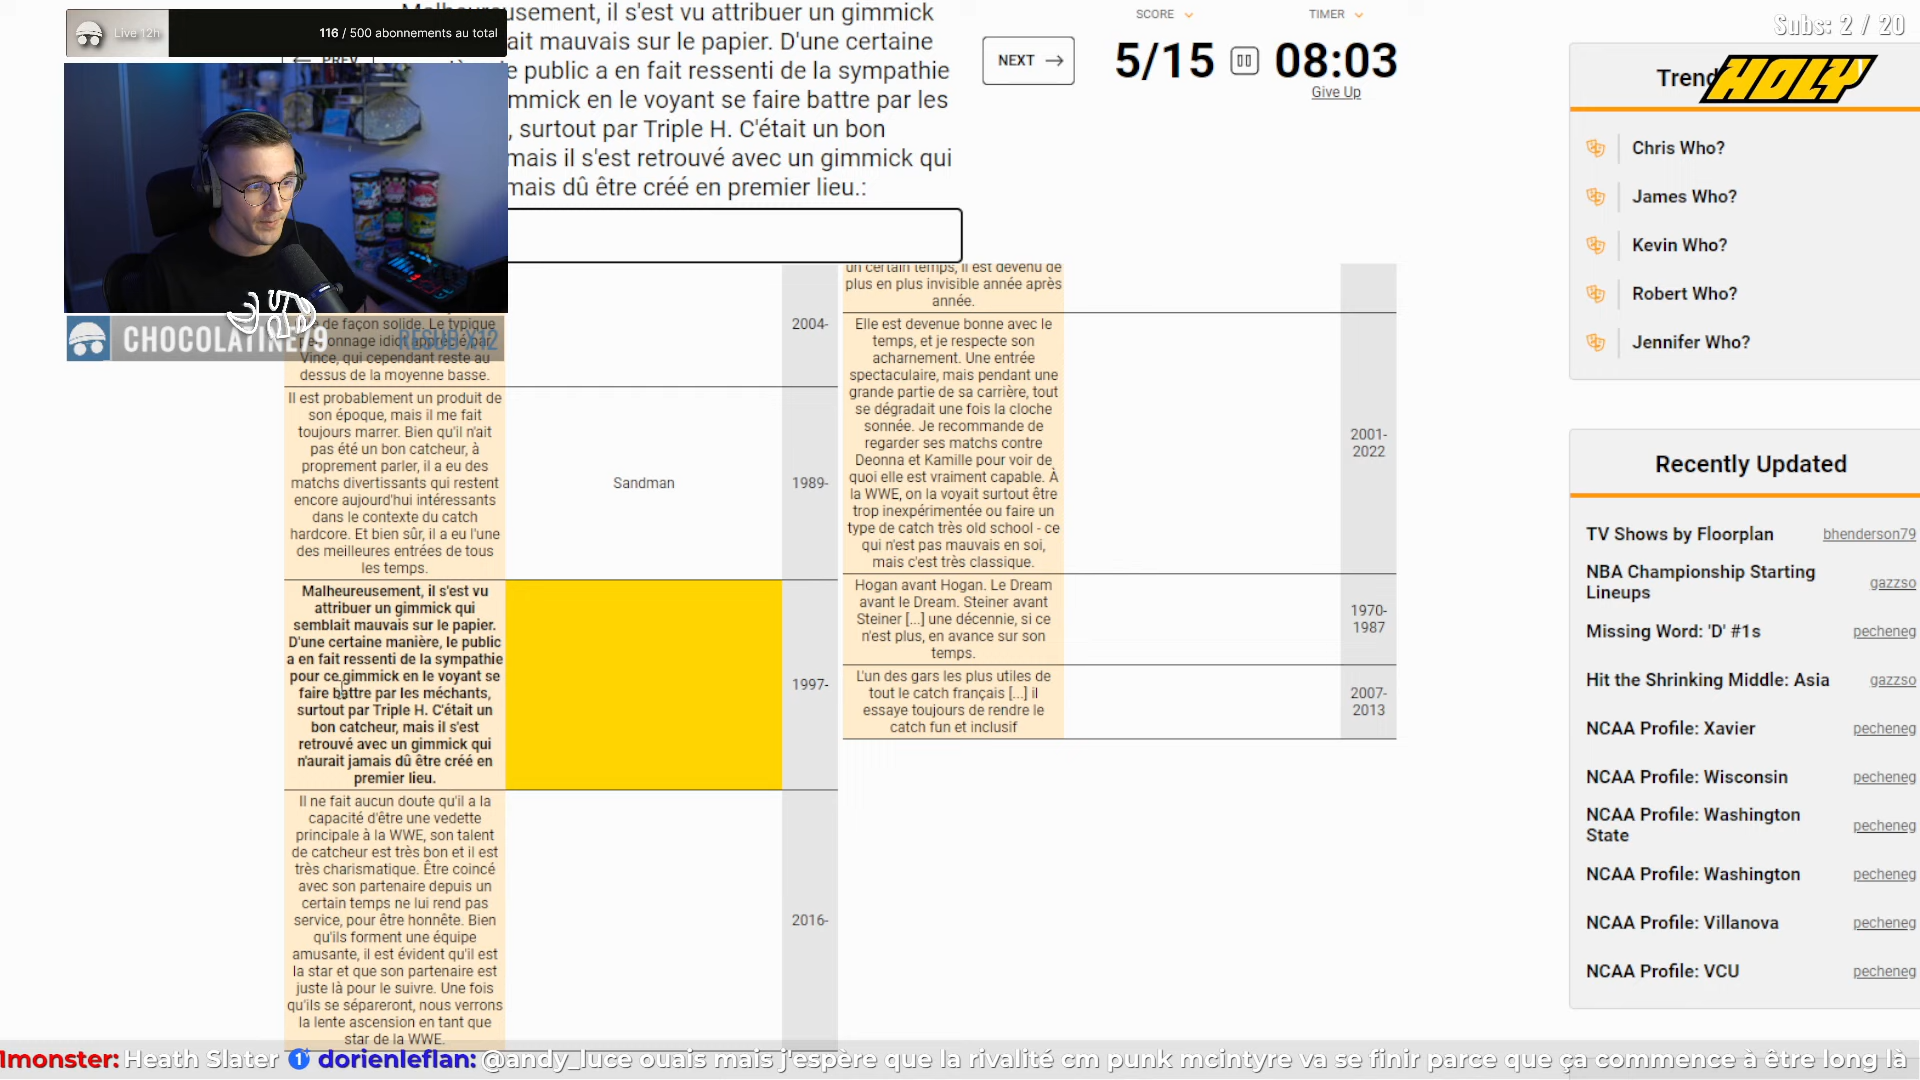 Live 12h
116 / 500 abonnements au total
PREV
Malheureusement, il s'est vu attribuer un gimmick
ait mauvais sur le papier. D'une certaine
e public a en fait ressenti de la sympathie
mmick en le voyant se faire battre par les
, surtout par Triple H. C'était un bon
mais il s'est retrouvé avec un gimmick qui
mais dû être créé en premier lieu.:
NEXT
SCORE
5/15
TIMER
08:03
Give Up
Subs: 2 / 20
HOLY
Trend
Chris Who?
James Who?
Kevin Who?
Robert Who?
Jennifer Who?
CHOCOLATINE79
RESUB X12
de façon solide. Le typique
personnage idiot apprécié par
Vince, qui cependant reste au
dessus de la moyenne basse.
2004-
Il est probablement un produit de
son époque, mais il me fait
toujours marrer. Bien qu'il n'ait
pas été un bon catcheur, à
proprement parler, il a eu des
matchs divertissants qui restent
encore aujourd'hui intéressants
dans le contexte du catch
hardcore. Et bien sûr, il a eu l'une
des meilleures entrées de tous
les temps.
Sandman
1989-
Malheureusement, il s'est vu
attribuer un gimmick qui
semblait mauvais sur le papier.
D'une certaine manière, le public
a en fait ressenti de la sympathie
pour ce gimmick en le voyant se
faire battre par les méchants,
surtout par Triple H. C'était un
bon catcheur, mais il s'est
retrouvé avec un gimmick qui
n'aurait jamais dû être créé en
premier lieu.
1997-
Il ne fait aucun doute qu'il a la
capacité d'être une vedette
principale à la WWE, son talent
de catcheur est très bon et il est
très charismatique. Être coincé
avec son partenaire depuis un
certain temps ne lui rend pas
service, pour être honnête. Bien
qu'ils forment une équipe
amusante, il est évident qu'il est
la star et que son partenaire est
juste là pour le suivre. Une fois
qu'ils se sépareront, nous verrons
la lente ascension en tant que
star de la WWE.
2016-
un certain temps, il est devenu de
plus en plus invisible année après
année.
Elle est devenue bonne avec le
temps, et je respecte son
acharnement. Une entrée
spectaculaire, mais pendant une
grande partie de sa carrière, tout
se dégradait une fois la cloche
sonnée. Je recommande de
regarder ses matchs contre
Deonna et Kamille pour voir de
quoi elle est vraiment capable. À
la WWE, on la voyait surtout être
trop inexpérimentée ou faire un
type de catch très old school - ce
qui n'est pas mauvais en soi,
mais c'est très classique.
2001-
2022
Hogan avant Hogan. Le Dream
avant le Dream. Steiner avant
Steiner [...] une décennie, si ce
n'est plus, en avance sur son
temps.
1970-
1987
L'un des gars les plus utiles de
tout le catch français [...] il
essaye toujours de rendre le
catch fun et inclusif
2007-
2013
Recently Updated
TV Shows by Floorplan bhenderson79
NBA Championship Starting
Lineups gazzso
Missing Word: 'D' #1s pecheneg
Hit the Shrinking Middle: Asia gazzso
NCAA Profile: Xavier pecheneg
NCAA Profile: Wisconsin pecheneg
NCAA Profile: Washington
State pecheneg
NCAA Profile: Washington pecheneg
NCAA Profile: Villanova pecheneg
NCAA Profile: VCU pecheneg
1monster: Heath Slater 1 dorienleflan: @andy_luce ouais mais j'espère que la rivalité cm punk mcintyre va se finir parce que ça commence à être long là